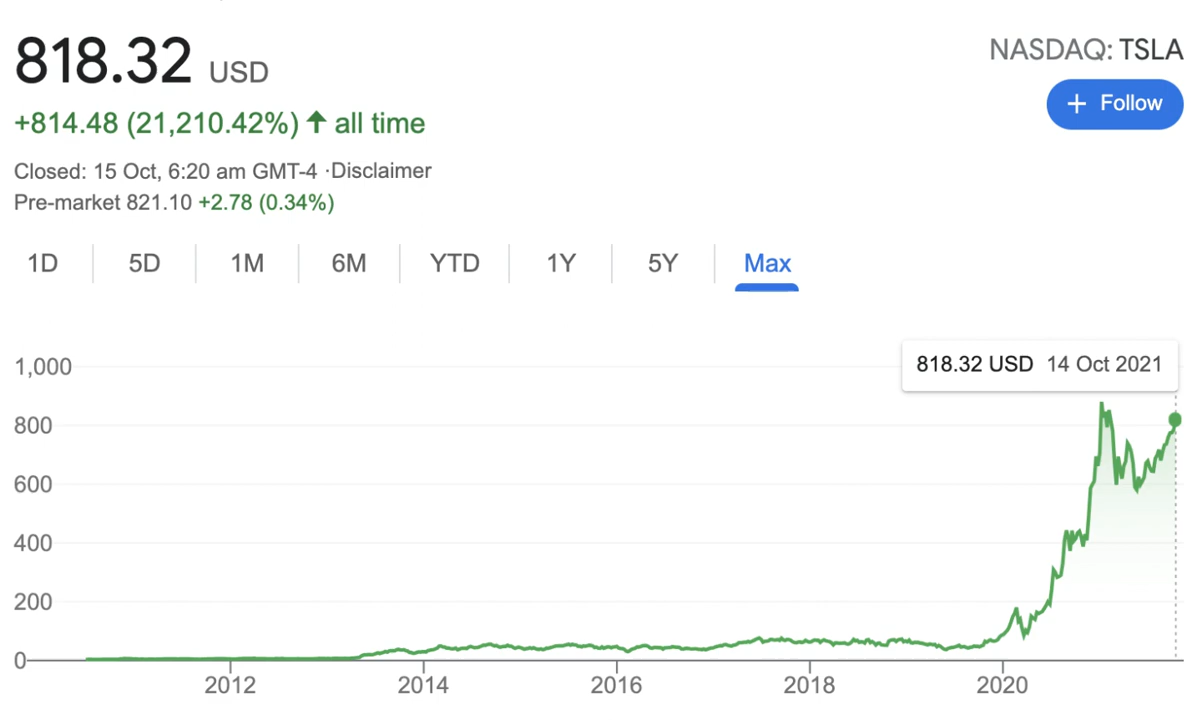 818.32 USD
NASDAQ: TSLA
+814.48 (21,210.42%) ↑ all time
+ Follow
Closed: 15 Oct, 6:20 am GMT-4 ·Disclaimer
Pre-market 821.10 +2.78 (0.34%)
1D 5D 1M 6M YTD 1Y 5Y Max
818.32 USD 14 Oct 2021
1,000
800
600
400
200
0
2012 2014 2016 2018 2020